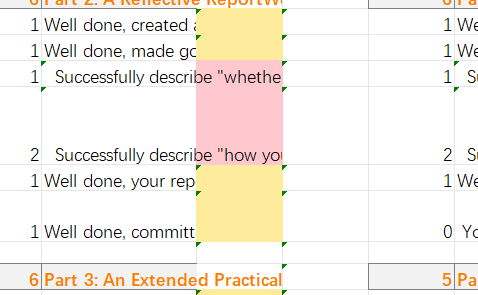 6 Part 2: A Reflective ReportW 6 Pa
1 Well done, created 1 We
1 Well done, made go 1 We
1 Successfully describe "whethe 1 S
2 Successfully describe "how you 2 S
1 Well done, your rep 1 We
1 Well done, committ 0 Yo
6 Part 3: An Extended Practical 5 Pa